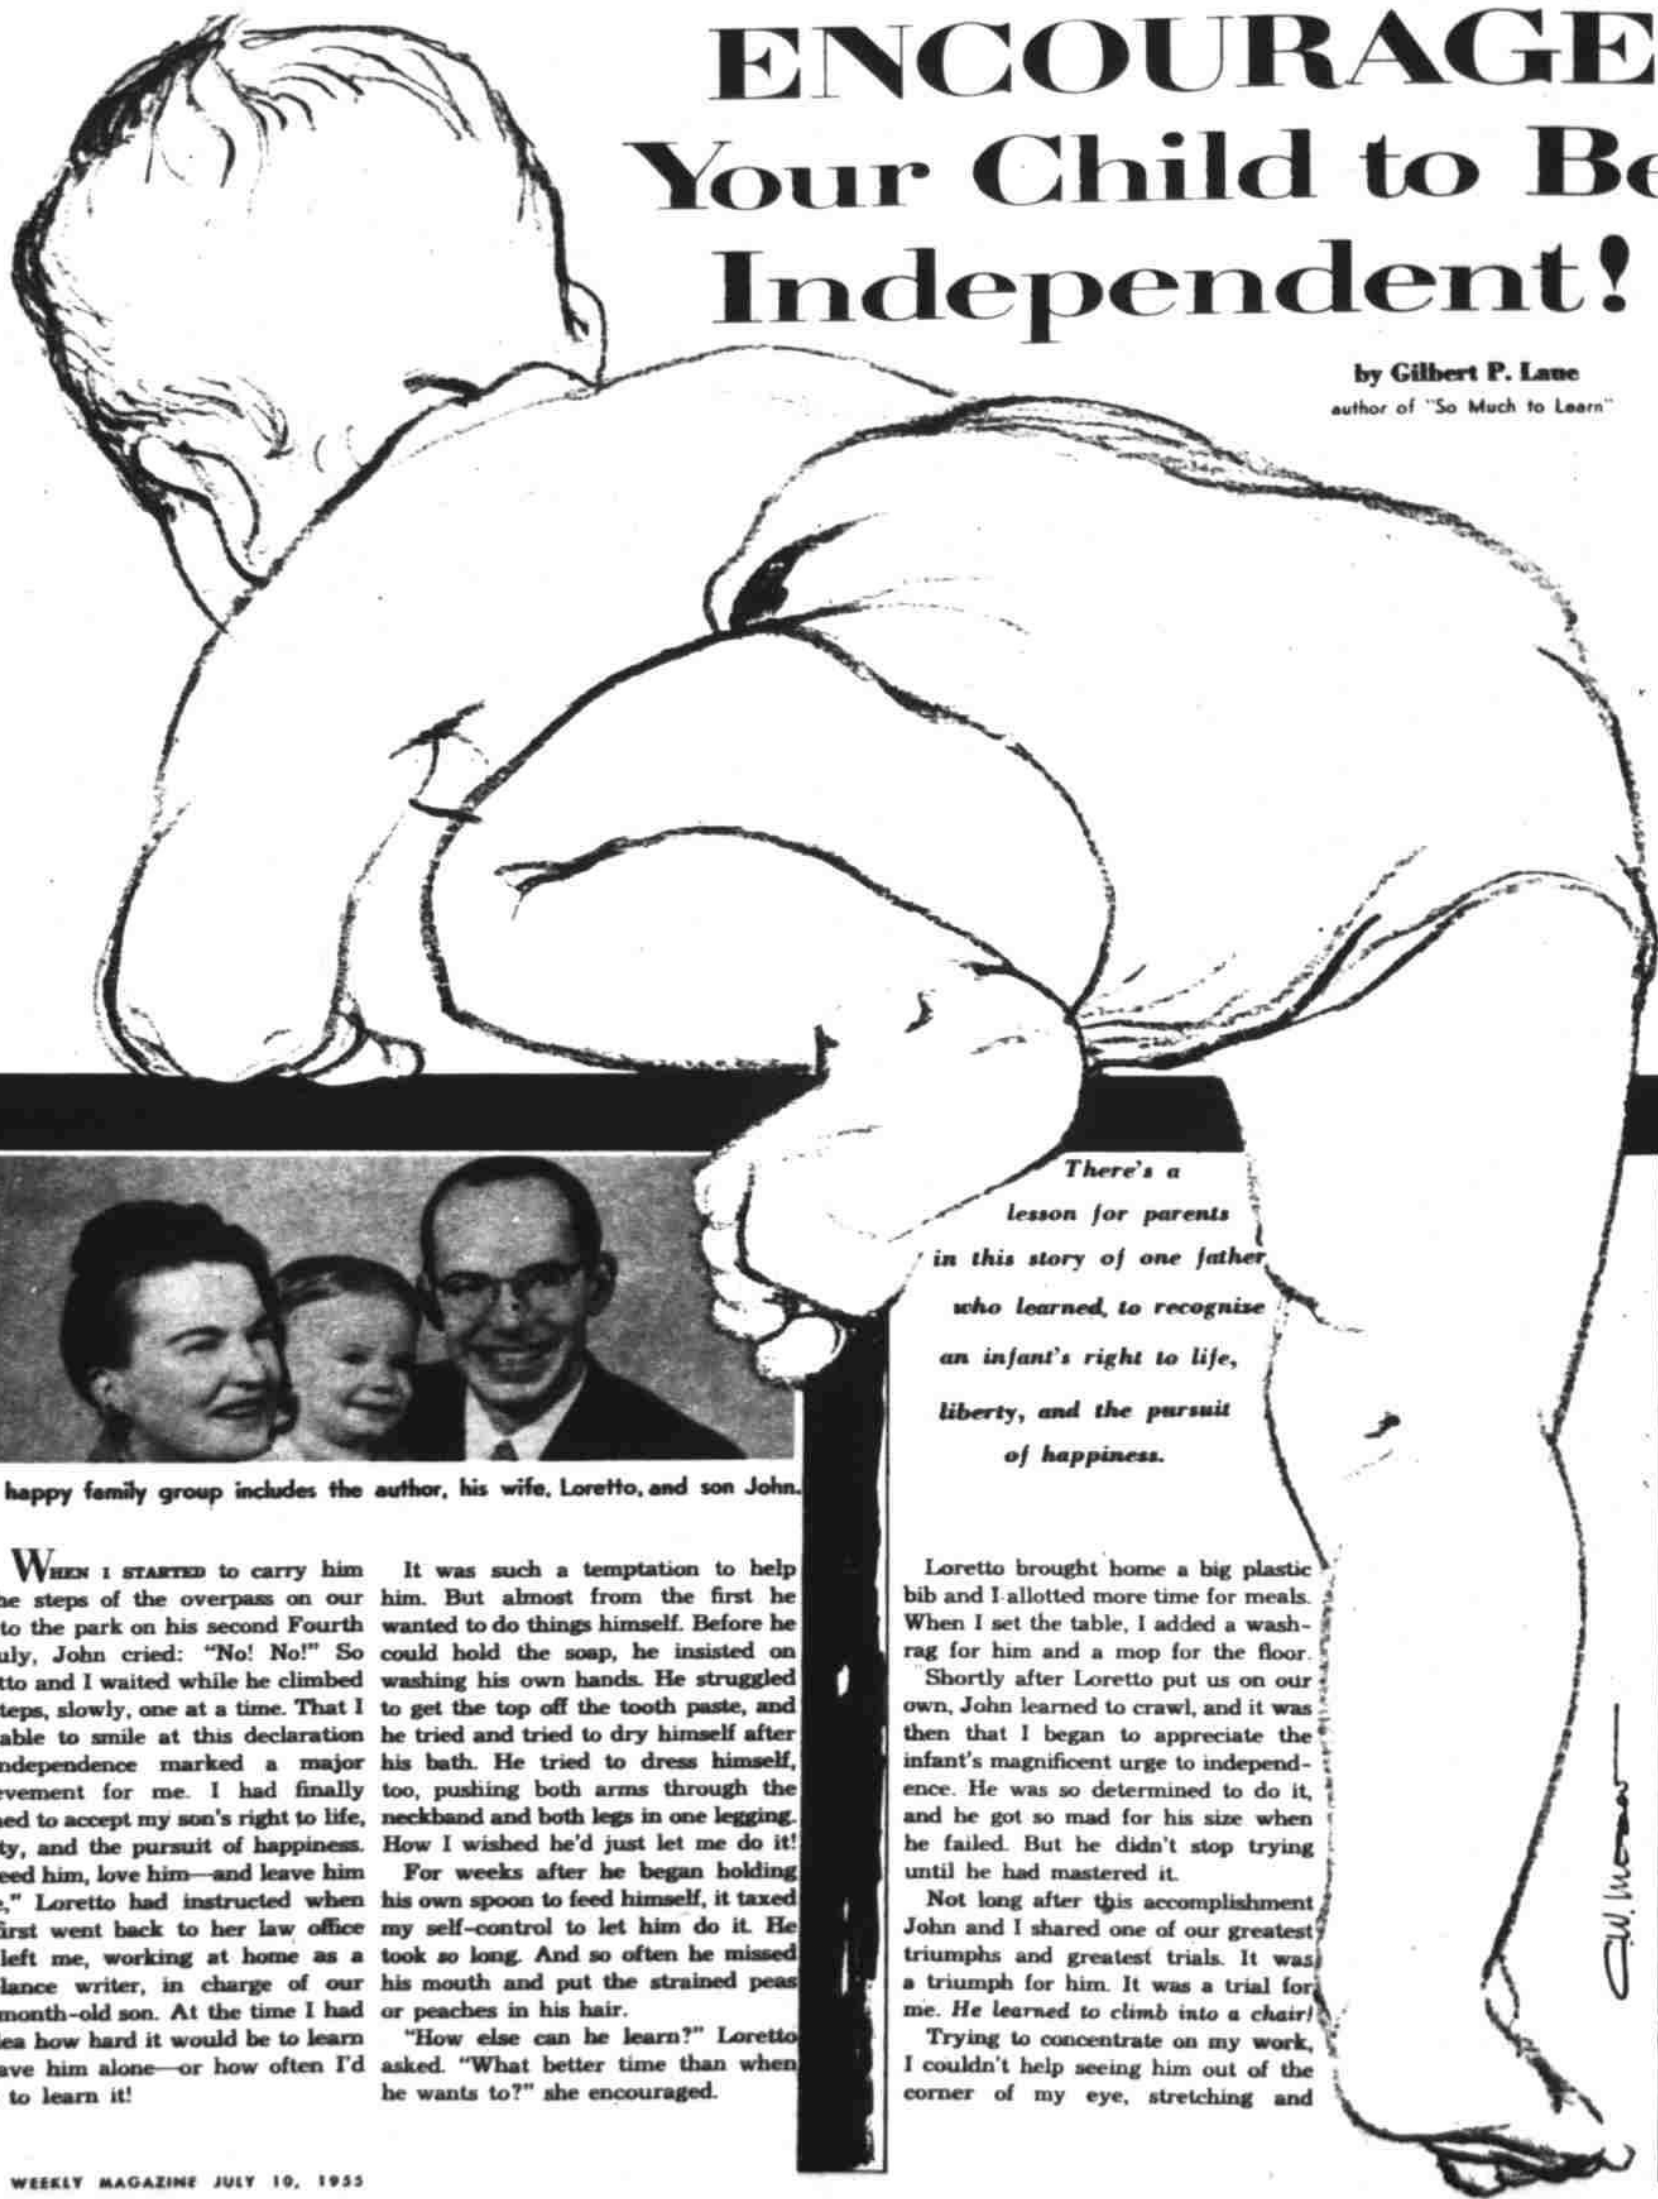 ENCOURAGE
Your Child to Be
Independent!
by Gilbert P. Laue
author of "So Much to Learn"
There's a
lesson for parents
in this story of one father
who learned to recognize
an infant's right to life,
liberty, and the pursuit
of happiness.
happy family group includes the author, his wife, Loretto, and son John.
WHEN I STARTED to carry him
he steps of the overpass on our
to the park on his second Fourth
uly, John cried: "No! No!" So
tto and I waited while he climbed
teps, slowly, one at a time. That I
able to smile at this declaration
ndependence marked a major
evement for me. I had finally
ned to accept my son's right to life,
ty, and the pursuit of happiness.
eed him, love him—and leave him
e," Loretto had instructed when
first went back to her law office
left me, working at home as a
lance writer, in charge of our
month-old son. At the time I had
ea how hard it would be to learn
ave him alone—or how often I'd
to learn it!
It was such a temptation to help
him. But almost from the first he
wanted to do things himself. Before he
could hold the soap, he insisted on
washing his own hands. He struggled
to get the top off the tooth paste, and
he tried and tried to dry himself after
his bath. He tried to dress himself,
too, pushing both arms through the
neckband and both legs in one legging.
How I wished he'd just let me do it!
For weeks after he began holding
his own spoon to feed himself, it taxed
my self-control to let him do it. He
took so long. And so often he missed
his mouth and put the strained peas
or peaches in his hair.
"How else can he learn?" Loretto
asked. "What better time than when
he wants to?" she encouraged.
Loretto brought home a big plastic
bib and I allotted more time for meals.
When I set the table, I added a wash-
rag for him and a mop for the floor.
Shortly after Loretto put us on our
own, John learned to crawl, and it was
then that I began to appreciate the
infant's magnificent urge to independ-
ence. He was so determined to do it,
and he got so mad for his size when
he failed. But he didn't stop trying
until he had mastered it.
Not long after this accomplishment
John and I shared one of our greatest
triumphs and greatest trials. It was
a triumph for him. It was a trial for
me. He learned to climb into a chair!
Trying to concentrate on my work,
I couldn't help seeing him out of the
corner of my eye, stretching and
WEEKLY MAGAZINE JULY 10, 1955